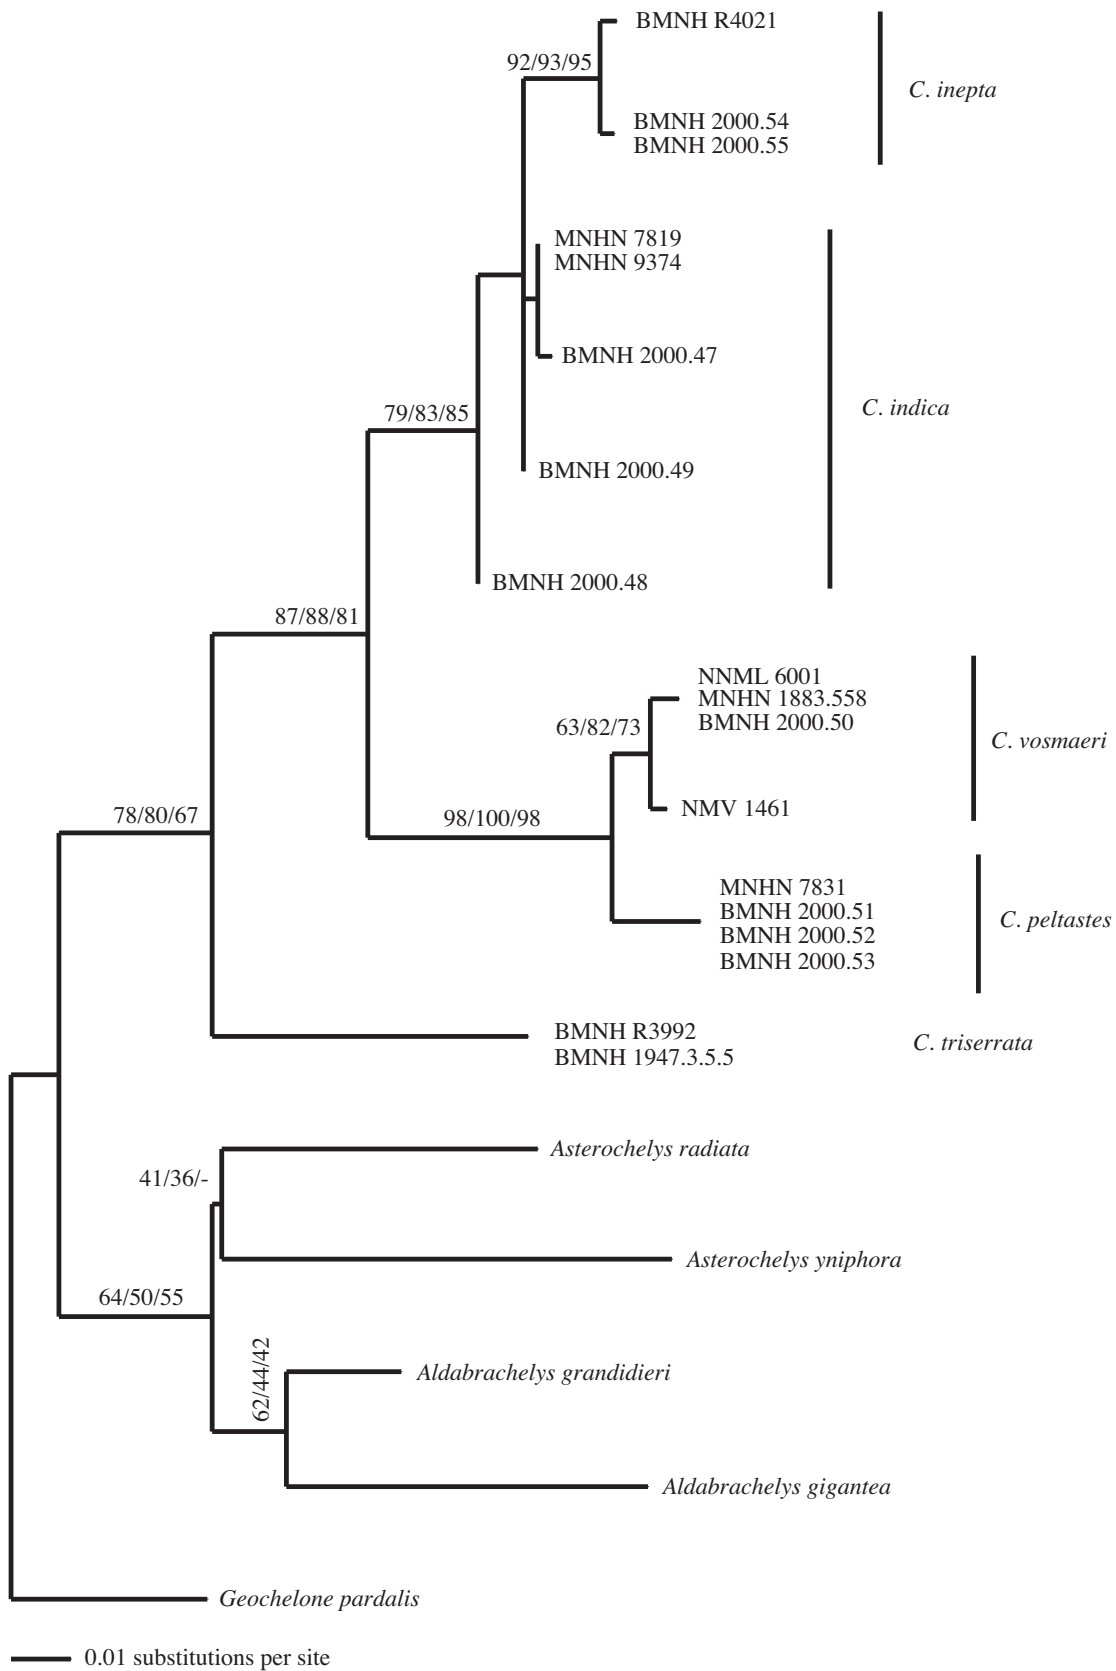 BMNH R4021
92/93/95
C. inepta
BMNH 2000.54
BMNH 2000.55
MNHN 7819
MNHN 9374
BMNH 2000.47
C. indica
79/83/85
BMNH 2000.49
BMNH 2000.48
87/88/81
NNML 6001
MNHN 1883.558
BMNH 2000.50
63/82/73
C. vosmaeri
NMV 1461
78/80/67
98/100/98
MNHN 7831
BMNH 2000.51
BMNH 2000.52
BMNH 2000.53
C. peltastes
BMNH R3992
BMNH 1947.3.5.5
C. triserrata
Asterochelys radiata
41/36/-
Asterochelys yniphora
64/50/55
62/44/42
Aldabrachelys grandidieri
Aldabrachelys gigantea
Geochelone pardalis
0.01 substitutions per site